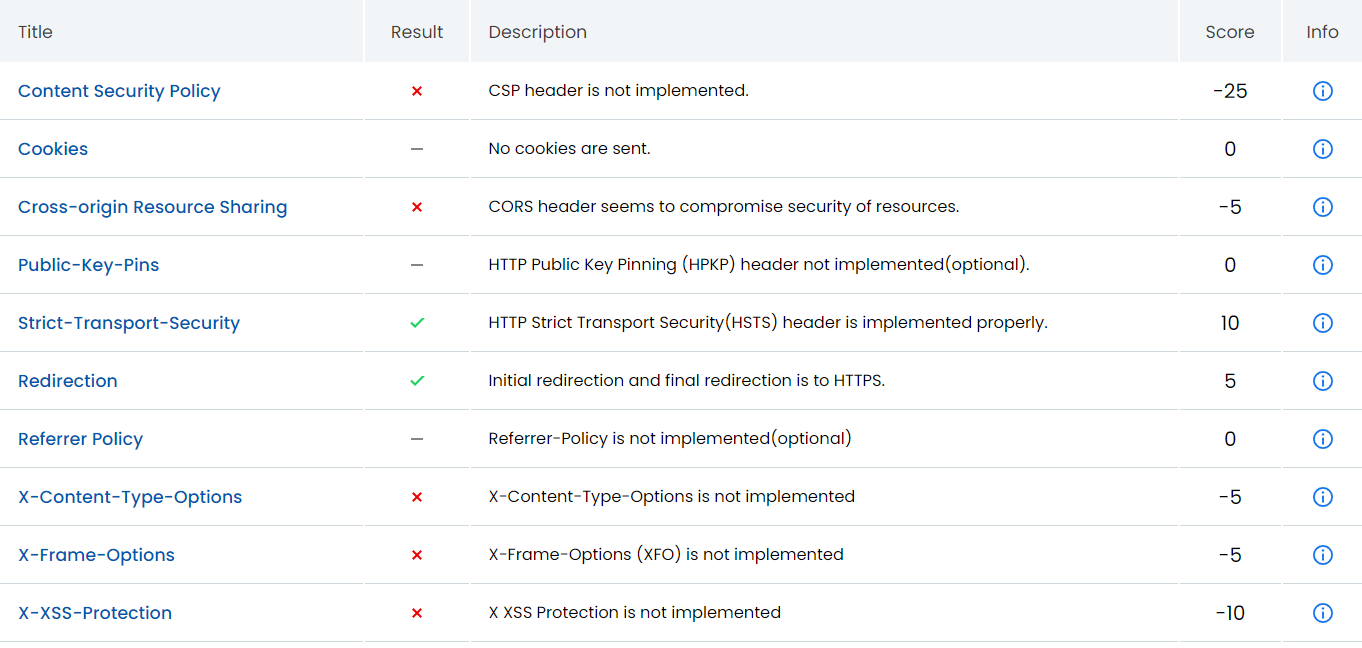 Title Result Description Score Info
Content Security Policy CSP header is not implemented. -25
Cookies No cookies are sent. 0
Cross-origin Resource Sharing CORS header seems to compromise security of resources. -5
Public-Key-Pins HTTP Public Key Pinning (HPKP) header not implemented(optional). 0
Strict-Transport-Security HTTP Strict Transport Security(HSTS) header is implemented properly. 10
Redirection Initial redirection and final redirection is to HTTPS. 5
Referrer Policy Referrer-Policy is not implemented(optional) 0
X-Content-Type-Options X-Content-Type-Options is not implemented -5
X-Frame-Options X-Frame-Options (XFO) is not implemented -5
X-XSS-Protection X XSS Protection is not implemented -10